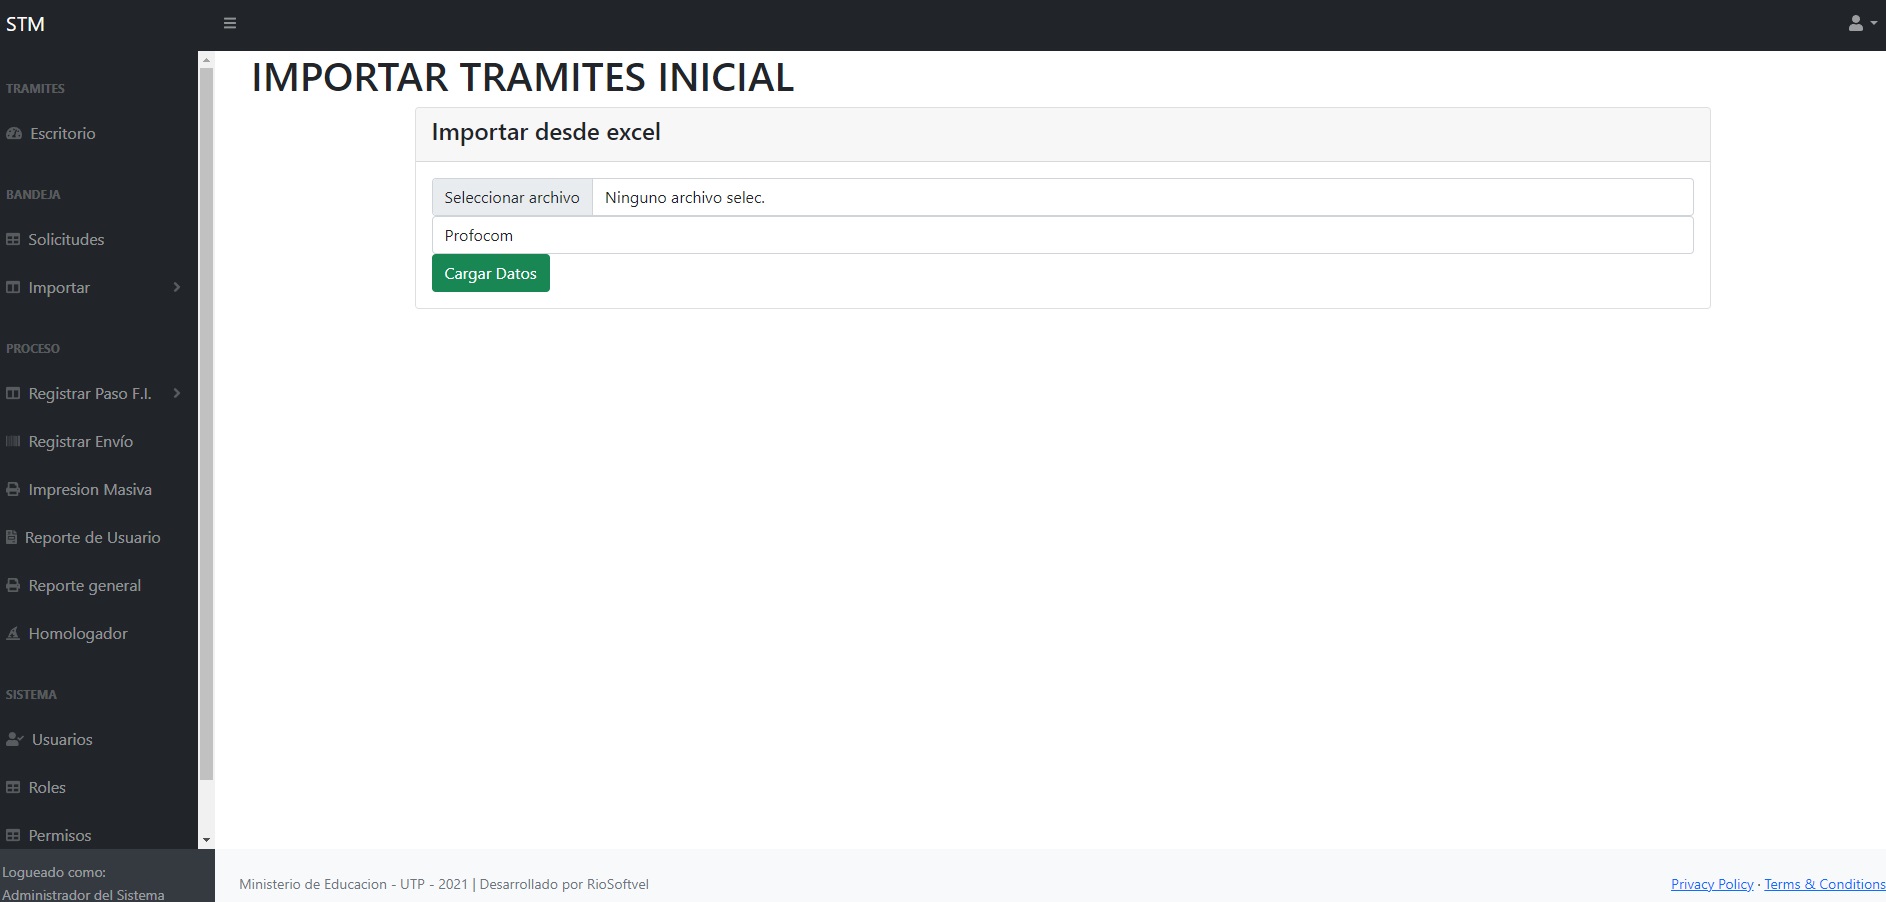 STM
TRAMITES
Escritorio
BANDEJA
Solicitudes
Importar
PROCESO
Registrar Paso F.I.
Registrar Envío
Impresion Masiva
Reporte de Usuario
Reporte general
Homologador
SISTEMA
Usuarios
Roles
Permisos
Logueado como:
Administrador del Sistema
IMPORTAR TRAMITES INICIAL
Importar desde excel
Seleccionar archivo Ninguno archivo selec.
Profocom
Cargar Datos
Ministerio de Educacion - UTP - 2021 | Desarrollado por RioSoftvel
Privacy Policy · Terms & Conditions